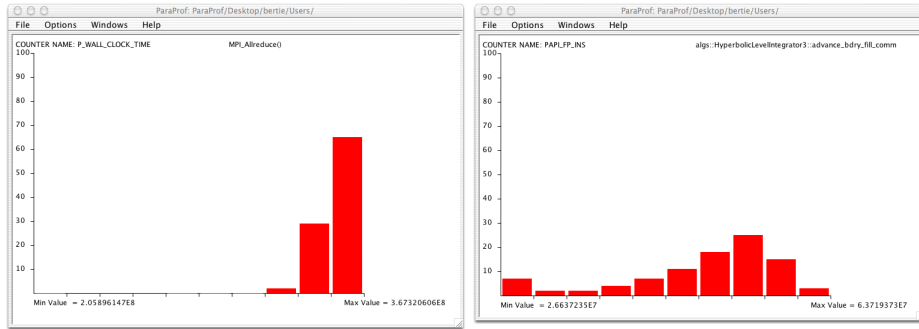 ParaProf: ParaProf/Desktop/bertie/Users/
File Options Windows Help
COUNTER NAME: P_WALL_CLOCK_TIME MPI_Allreduce()
100
90
80
70
60
50
40
30
20
10
Min Value = 2.05896147E8 Max Value = 3.67320606E8
ParaProf: ParaProf/Desktop/bertie/Users/
File Options Windows Help
COUNTER NAME: PAPI_FP_INS algs::HyperbolicLevelIntegrator3::advance_bdry_fill_comm
100
90
80
70
60
50
40
30
20
10
Min Value = 2.6637235E7 Max Value = 6.3719373E7